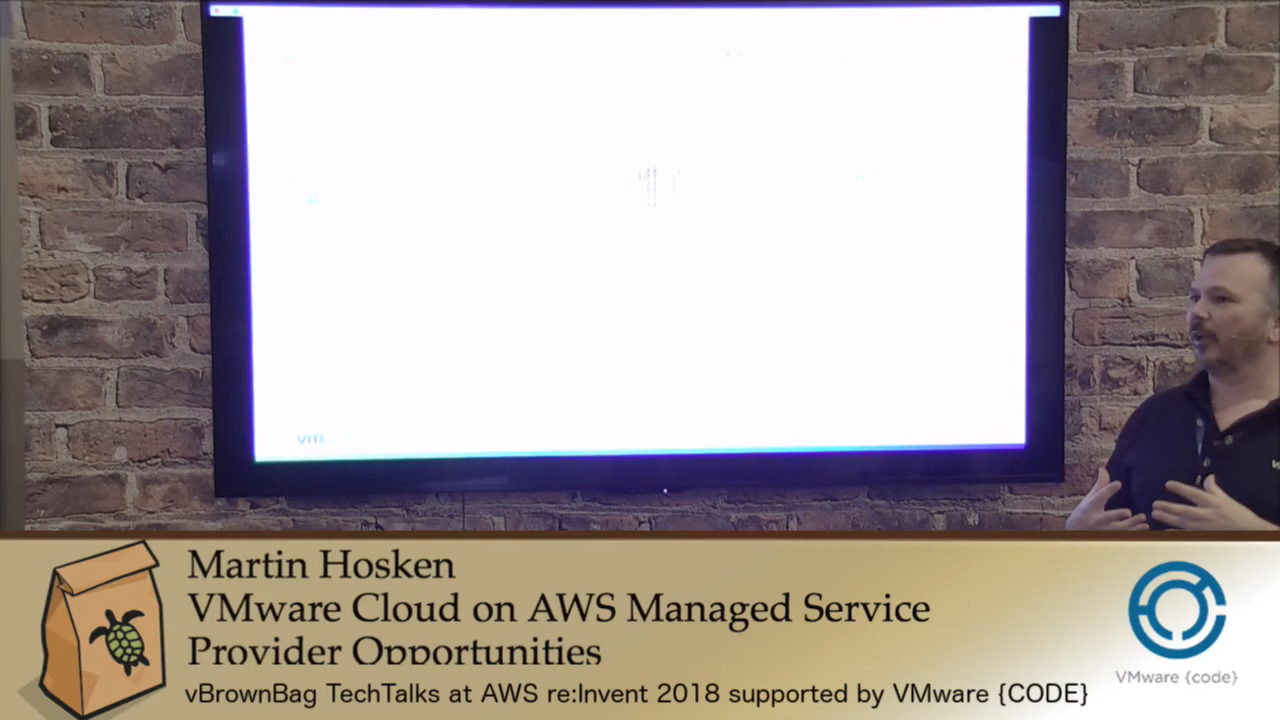 vm
Martin Hosken
VMware Cloud on AWS Managed Service
Provider Opportunities
vBrownBag TechTalks at AWS re:Invent 2018 supported by VMware {CODE}
VMware {code}